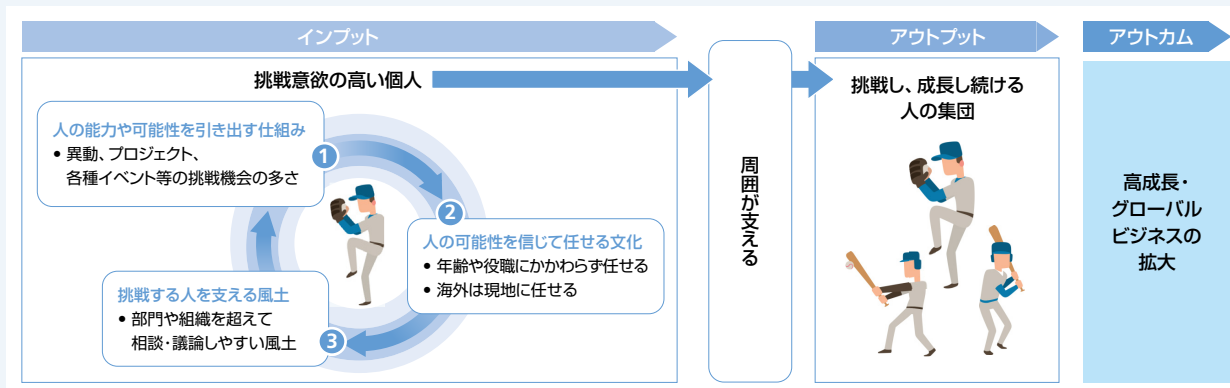 インプット
挑戦意欲の高い個人
人の能力や可能性を引き出す仕組み
• 異動、プロジェクト、
各種イベント等の挑戦機会の多さ
1
2
人の可能性を信じて任せる文化
• 年齢や役職にかかわらず任せる
• 海外は現地に任せる
挑戦する人を支える風土
• 部門や組織を超えて
相談・議論しやすい風土
3
周囲が支える
アウトプット
挑戦し、成長し続ける
人の集団
アウトカム
高成長・
グローバル
ビジネスの
拡大